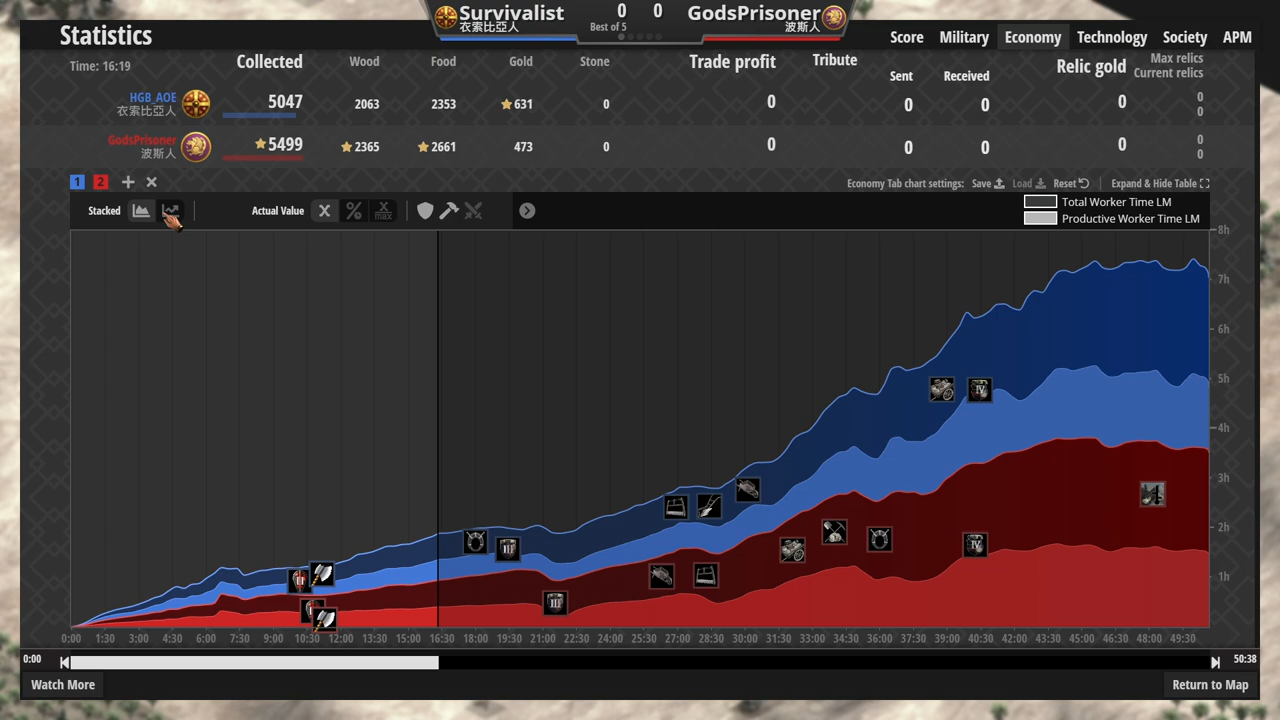 Survivalist 0 0 GodsPrisoner
衣索比亞人 Best of 5 波斯人
Statistics
Score Military Economy Technology Society APM
Time: 16:19
Collected Wood Food Gold Stone Trade profit Tribute Sent Received Relic gold Max relics
Current relics
HGB_AOE 5047 2063 2353 631 0 0 0 0 0 0
衣索比亞人 0
GodsPrisoner 5499 2365 2661 473 0 0 0 0 0 0
波斯人 0
1 2 Economy Tab chart settings: Save Load Reset Expand & Hide Table
Stacked Actual Value X % X/max
Total Worker Time LM
Productive Worker Time LM
8h
7h
6h
5h
4h
3h
2h
1h
II III IV
III IV
0:00 1:30 3:00 4:30 6:00 7:30 9:00 10:30 12:00 13:30 15:00 16:30 18:00 19:30 21:00 22:30 24:00 25:30 27:00 28:30 30:00 31:30 33:00 34:30 36:00 37:30 39:00 40:30 42:00 43:30 45:00 46:30 48:00 49:30
0:00 50:38
Watch More Return to Map